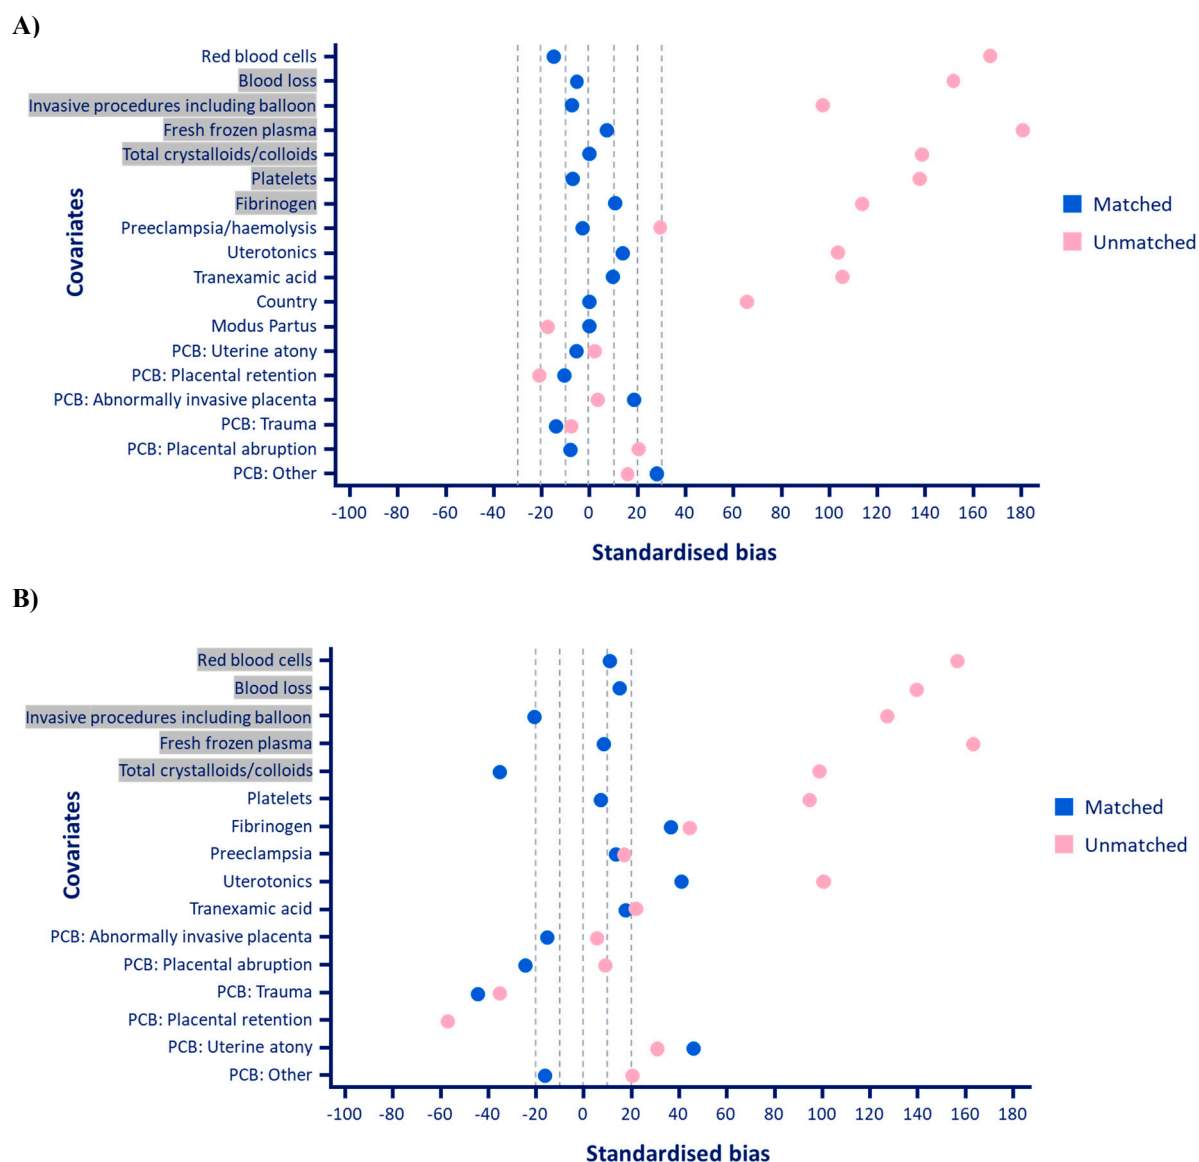 A)
Red blood cells
Blood loss
Invasive procedures including balloon
Fresh frozen plasma
Total crystalloids/colloids
Platelets
Fibrinogen
Preeclampsia/haemolysis
Uterotonics
Tranexamic acid
Country
Modus Partus
PCB: Uterine atony
PCB: Placental retention
PCB: Abnormally invasive placenta
PCB: Trauma
PCB: Placental abruption
PCB: Other
Covariates
-100 -80 -60 -40 -20 0 20 40 60 80 100 120 140 160 180
Standardised bias
Matched
Unmatched
B)
Red blood cells
Blood loss
Invasive procedures including balloon
Fresh frozen plasma
Total crystalloids/colloids
Platelets
Fibrinogen
Preeclampsia
Uterotonics
Tranexamic acid
PCB: Abnormally invasive placenta
PCB: Placental abruption
PCB: Trauma
PCB: Placental retention
PCB: Uterine atony
PCB: Other
Covariates
-100 -80 -60 -40 -20 0 20 40 60 80 100 120 140 160 180
Standardised bias
Matched
Unmatched